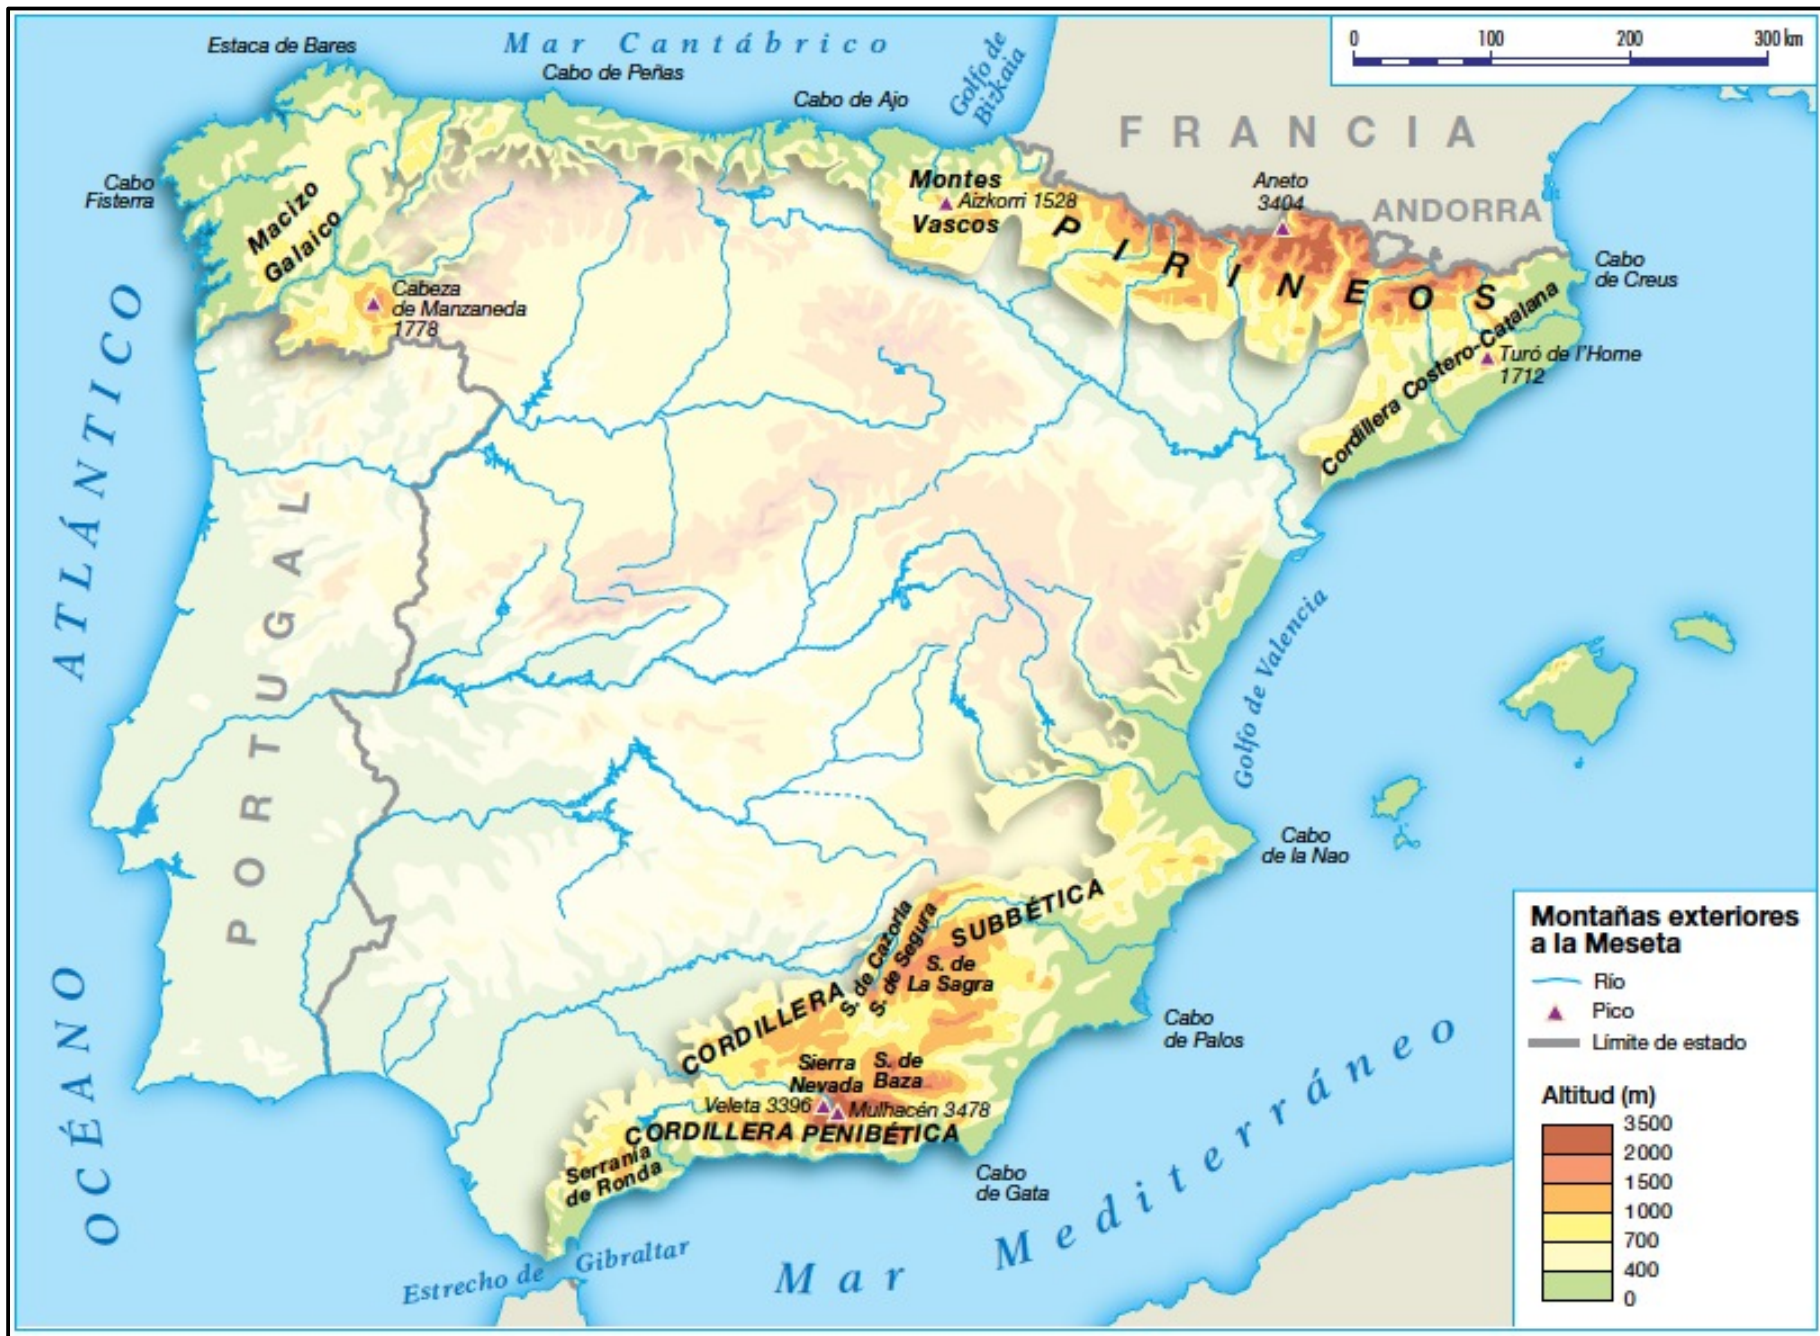 Estaca de Bares
Mar Cantábrico
Cabo de Peñas
Cabo de Ajo
Golfo de
Bizkaia
0 100 200 300 km
FRANCIA
Cabo
Fisterra
Macizo
Galaico
Montes
Vascos
Aizkorri 1528
Aneto
3404
ANDORRA
PIRINEOS
Cabo
de Creus
Cabeza
de Manzaneda
1778
Cordillera Costero-Catalana
Turó de l'Home
1712
OCÉANO ATLÁNTICO
PORTUGAL
Golfo de Valencia
Cabo
de la Nao
CORDILLERA SUBBÉTICA
S. de Cazorla
S. de Segura
S. de
La Sagra
Cabo
de Palos
Sierra
Nevada
S. de
Baza
Veleta 3396
Mulhacén 3478
CORDILLERA PENIBÉTICA
Serranía
de Ronda
Cabo
de Gata
Estrecho de Gibraltar
Mar Mediterráneo
Montañas exteriores
a la Meseta
Río
Pico
Límite de estado
Altitud (m)
3500
2000
1500
1000
700
400
0